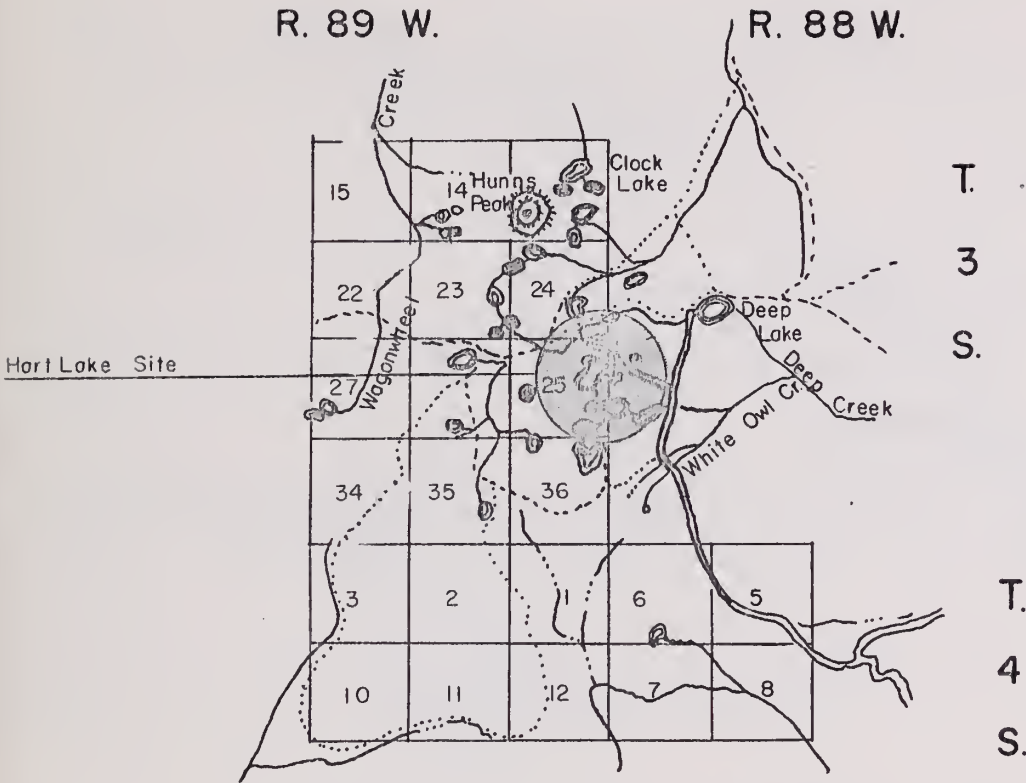 R. 89 W.
R. 88 W.
Creek
T.
3
S.
15
14
Hunns
Peak
Clock
Lake
22
23
24
Wagonwheel
Deep
Lake
Hart Lake Site
27
25
Deep
Creek
White Owl Cr.
34
35
36
3
2
1
6
5
T.
4
S.
10
11
12
7
8